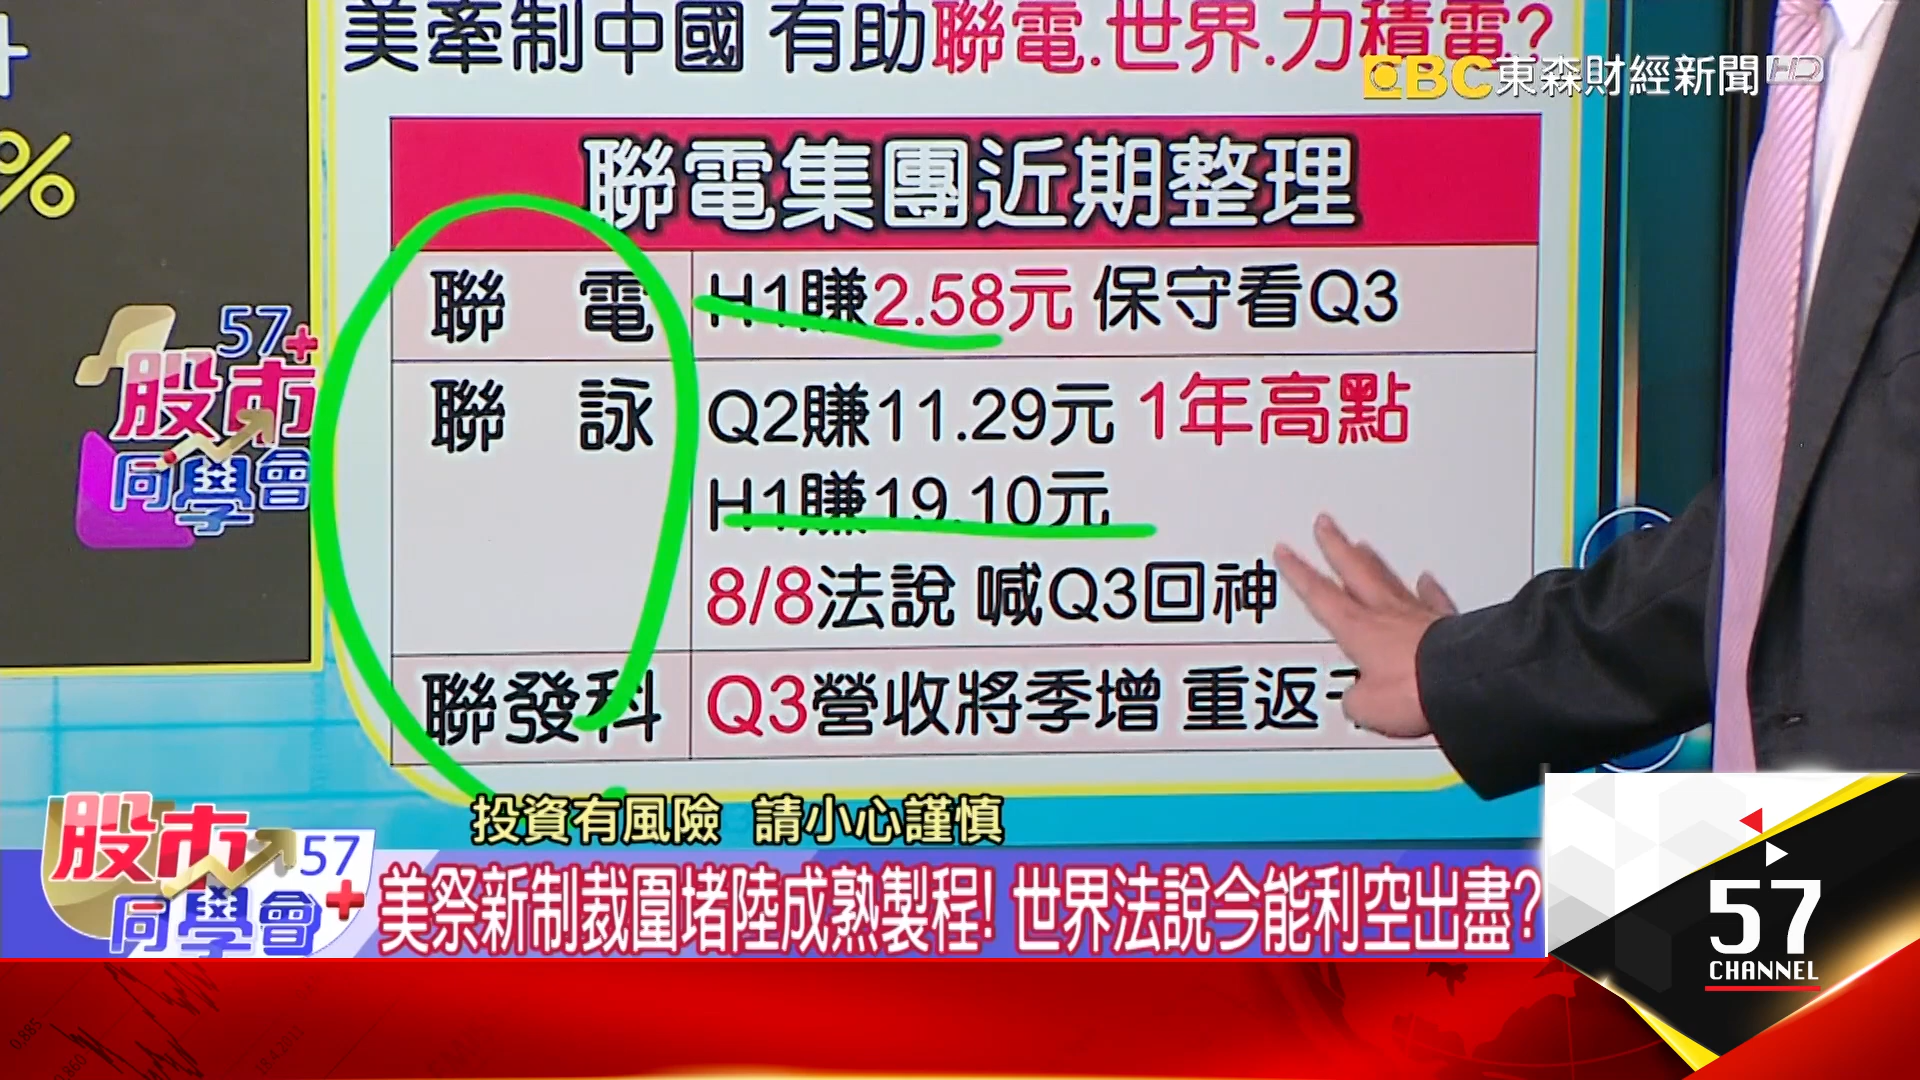 美牽制中國 有助聯電.世界.力積電?
EBC東森財經新聞HD
%
聯電集團近期整理
聯電 H1賺2.58元 保守看Q3
聯詠 Q2賺11.29元 1年高點
H1賺19.10元
8/8法說 喊Q3回神
聯發科 Q3營收將季增 重返
57+
股市
同學會
投資有風險 請小心謹慎
股市 57
同學會+
美祭新制裁圍堵陸成熟製程! 世界法說今能利空出盡?
57
CHANNEL